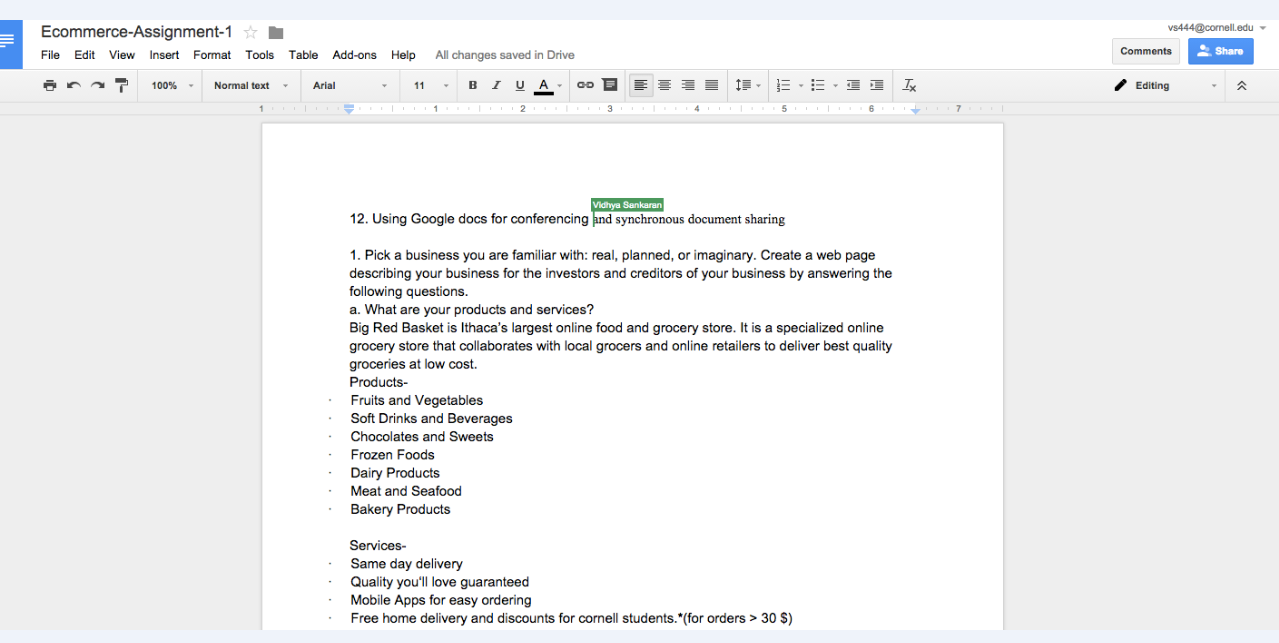 Ecommerce-Assignment-1
vs444@cornell.edu
File Edit View Insert Format Tools Table Add-ons Help All changes saved in Drive
Comments Share
100% Normal text Arial 11 B I U A Editing
1 1 2 3 4 5 6 7
Vidhya Sankaran
12. Using Google docs for conferencing and synchronous document sharing
1. Pick a business you are familiar with: real, planned, or imaginary. Create a web page
describing your business for the investors and creditors of your business by answering the
following questions.
a. What are your products and services?
Big Red Basket is Ithaca's largest online food and grocery store. It is a specialized online
grocery store that collaborates with local grocers and online retailers to deliver best quality
groceries at low cost.
Products-
· Fruits and Vegetables
· Soft Drinks and Beverages
· Chocolates and Sweets
· Frozen Foods
· Dairy Products
· Meat and Seafood
· Bakery Products
Services-
· Same day delivery
· Quality you'll love guaranteed
· Mobile Apps for easy ordering
· Free home delivery and discounts for cornell students.*(for orders > 30 $)